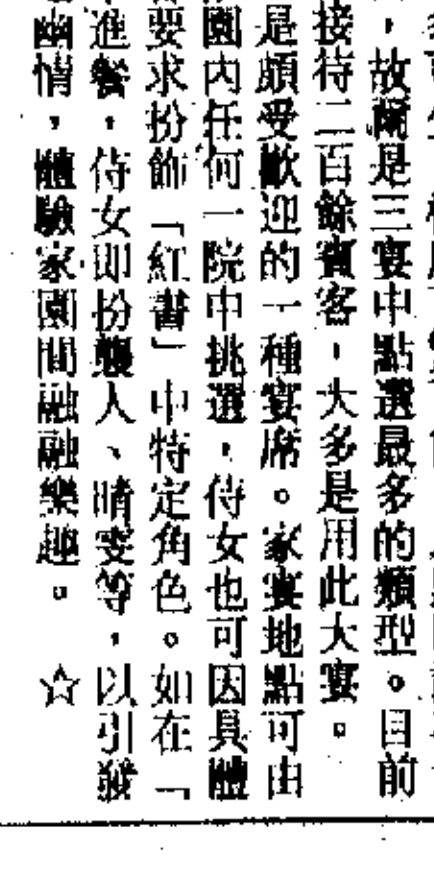 ，故爾是三宴中點選最多的類型。目前
接待二百餘賓客，大多是用此大宴。
是頗受歡迎的一種宴席。家宴地點可由
園內任何一院中挑選，侍女也可因具體
要求扮飾「紅書」中特定角色。如在「
進餐，侍女即扮襲人、晴雯等，以引發
幽情，體驗家園間融融樂趣。☆